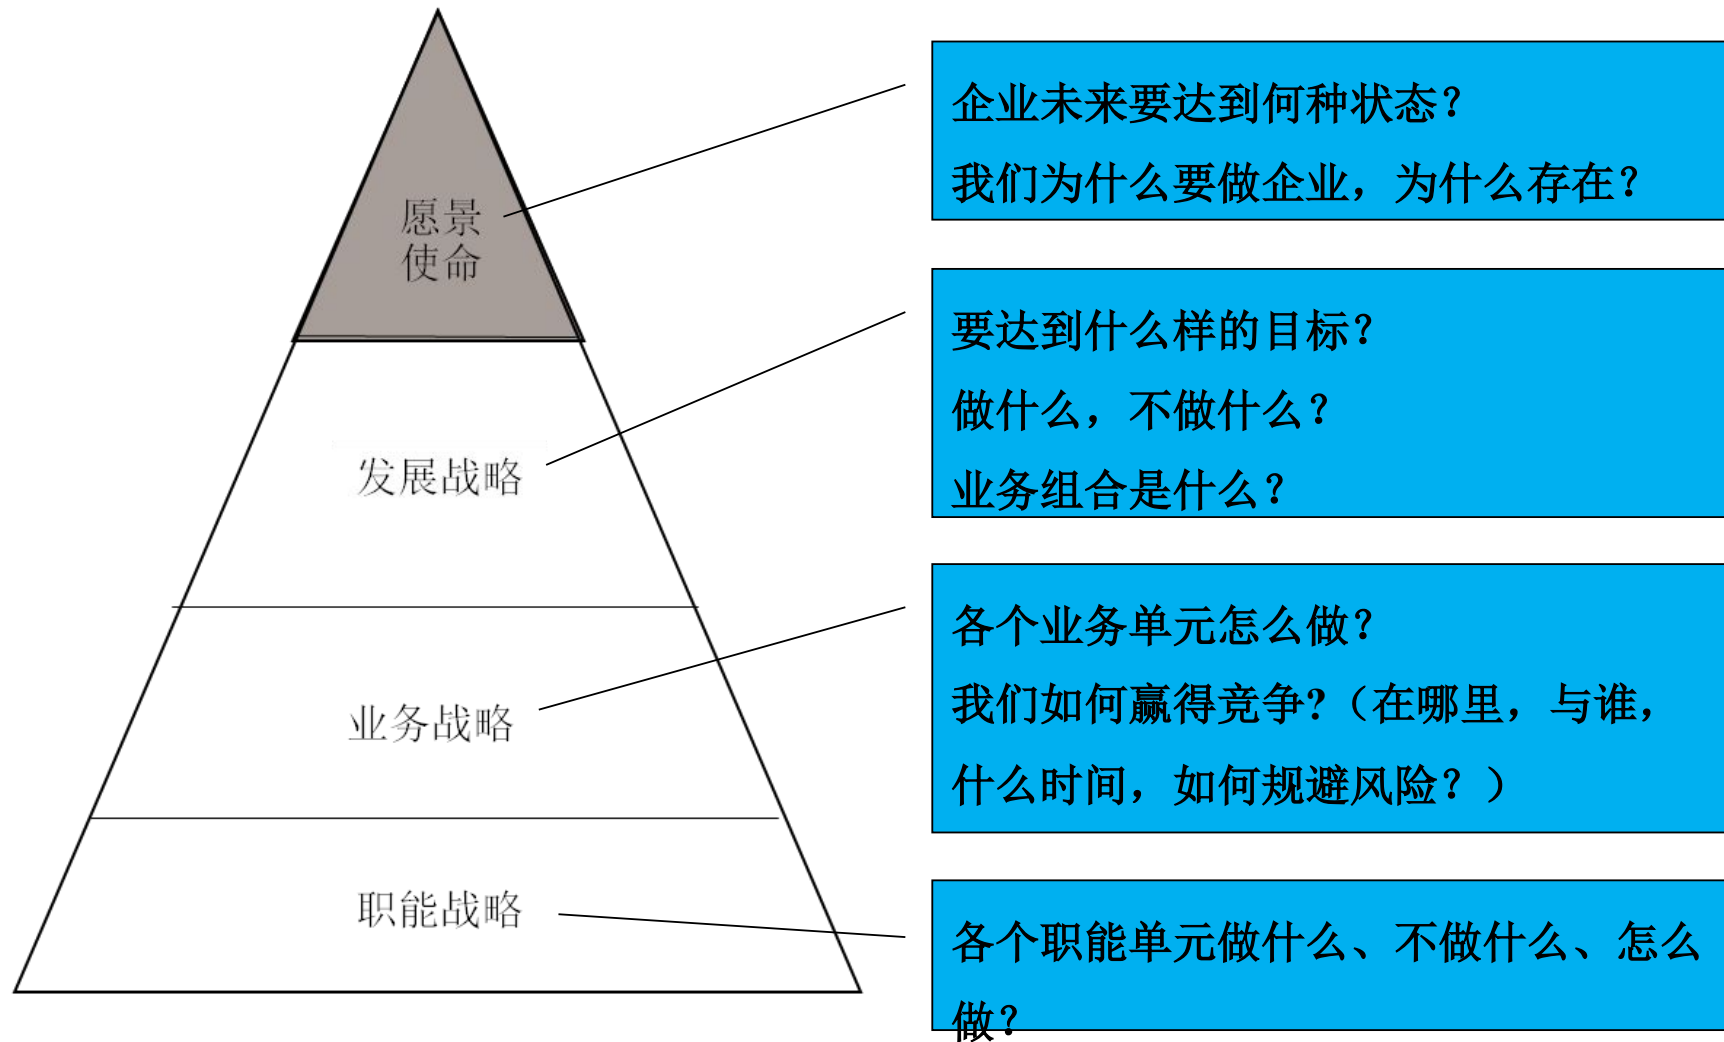 愿景
使命
企业未来要达到何种状态？
我们为什么要做企业，为什么存在？
发展战略
要达到什么样的目标？
做什么，不做什么？
业务组合是什么？
业务战略
各个业务单元怎么做？
我们如何赢得竞争?（在哪里，与谁，
什么时间，如何规避风险？）
职能战略
各个职能单元做什么、不做什么、怎么
做？